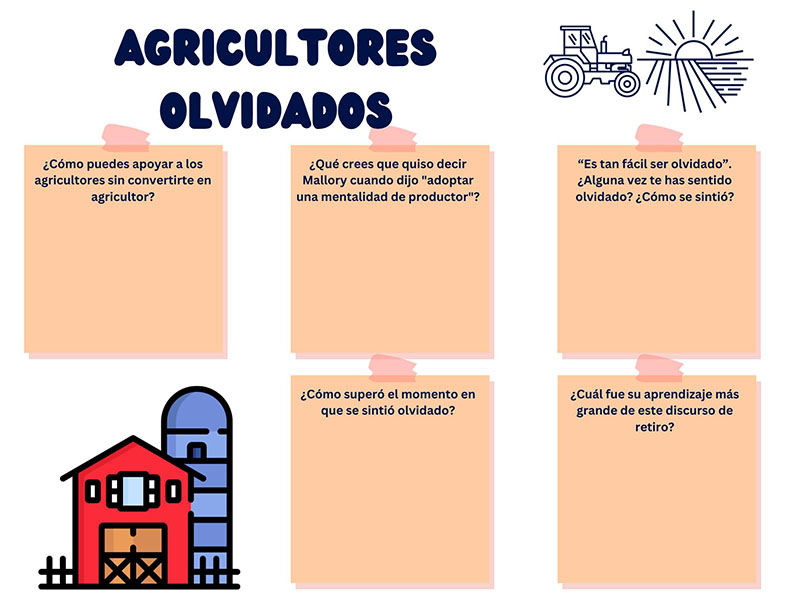 AGRICULTORES
OLVIDADOS
¿Cómo puedes apoyar a los
agricultores sin convertirte en
agricultor?
¿Qué crees que quiso decir
Mallory cuando dijo "adoptar
una mentalidad de productor"?
“Es tan fácil ser olvidado”.
¿Alguna vez te has sentido
olvidado? ¿Cómo se sintió?
¿Cómo superó el momento en
que se sintió olvidado?
¿Cuál fue su aprendizaje más
grande de este discurso de
retiro?